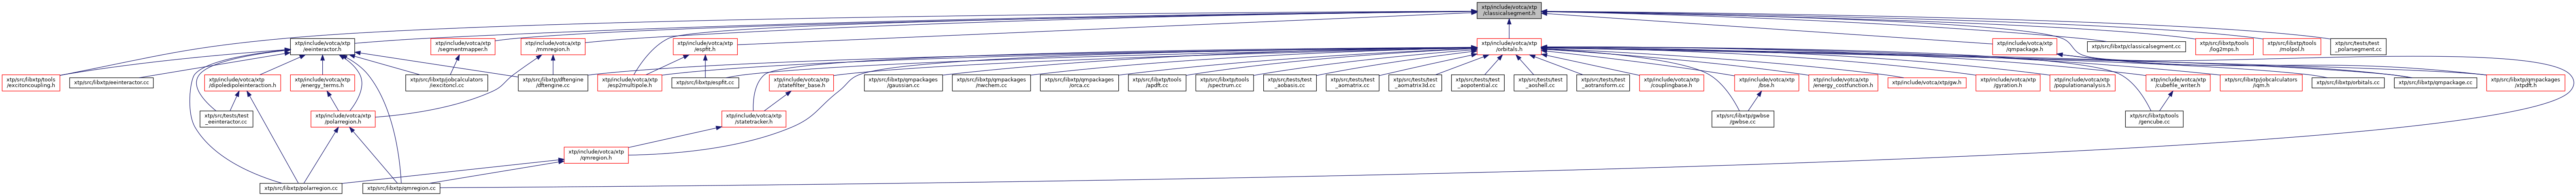 xtp/include/votca/xtp
/classicalsegment.h
xtp/include/votca/xtp
/eeinteractor.h
xtp/include/votca/xtp
/segmentmapper.h
xtp/include/votca/xtp
/mmregion.h
xtp/include/votca/xtp
/espfit.h
xtp/include/votca/xtp
/orbitals.h
xtp/include/votca/xtp
/qmpackage.h
xtp/src/libxtp/classicalsegment.cc
xtp/src/libxtp/tools
/log2mps.h
xtp/src/libxtp/tools
/molpol.h
xtp/src/tests/test
_polarsegment.cc
xtp/src/libxtp/tools
/excitoncoupling.h
xtp/src/libxtp/eeinteractor.cc
xtp/include/votca/xtp
/dipoledipoleinteraction.h
xtp/include/votca/xtp
/energy_terms.h
xtp/src/libxtp/jobcalculators
/iexcitoncl.cc
xtp/src/libxtp/dftengine
/dftengine.cc
xtp/include/votca/xtp
/esp2multipole.h
xtp/src/libxtp/espfit.cc
xtp/include/votca/xtp
/statefilter_base.h
xtp/src/libxtp/qmpackages
/gaussian.cc
xtp/src/libxtp/qmpackages
/nwchem.cc
xtp/src/libxtp/qmpackages
/orca.cc
xtp/src/libxtp/tools
/apdft.cc
xtp/src/libxtp/tools
/spectrum.cc
xtp/src/tests/test
_aobasis.cc
xtp/src/tests/test
_aomatrix.cc
xtp/src/tests/test
_aomatrix3d.cc
xtp/src/tests/test
_aopotential.cc
xtp/src/tests/test
_aoshell.cc
xtp/src/tests/test
_aotransform.cc
xtp/include/votca/xtp
/couplingbase.h
xtp/include/votca/xtp
/bse.h
xtp/include/votca/xtp
/energy_costfunction.h
xtp/include/votca/xtp/gw.h
xtp/include/votca/xtp
/gyration.h
xtp/include/votca/xtp
/populationanalysis.h
xtp/include/votca/xtp
/cubefile_writer.h
xtp/src/libxtp/jobcalculators
/iqm.h
xtp/src/libxtp/orbitals.cc
xtp/src/libxtp/qmpackage.cc
xtp/src/libxtp/qmpackages
/xtpdft.h
xtp/src/tests/test
_eeinteractor.cc
xtp/include/votca/xtp
/polarregion.h
xtp/include/votca/xtp
/statetracker.h
xtp/src/libxtp/gwbse
/gwbse.cc
xtp/src/libxtp/tools
/gencube.cc
xtp/include/votca/xtp
/qmregion.h
xtp/src/libxtp/polarregion.cc
xtp/src/libxtp/qmregion.cc